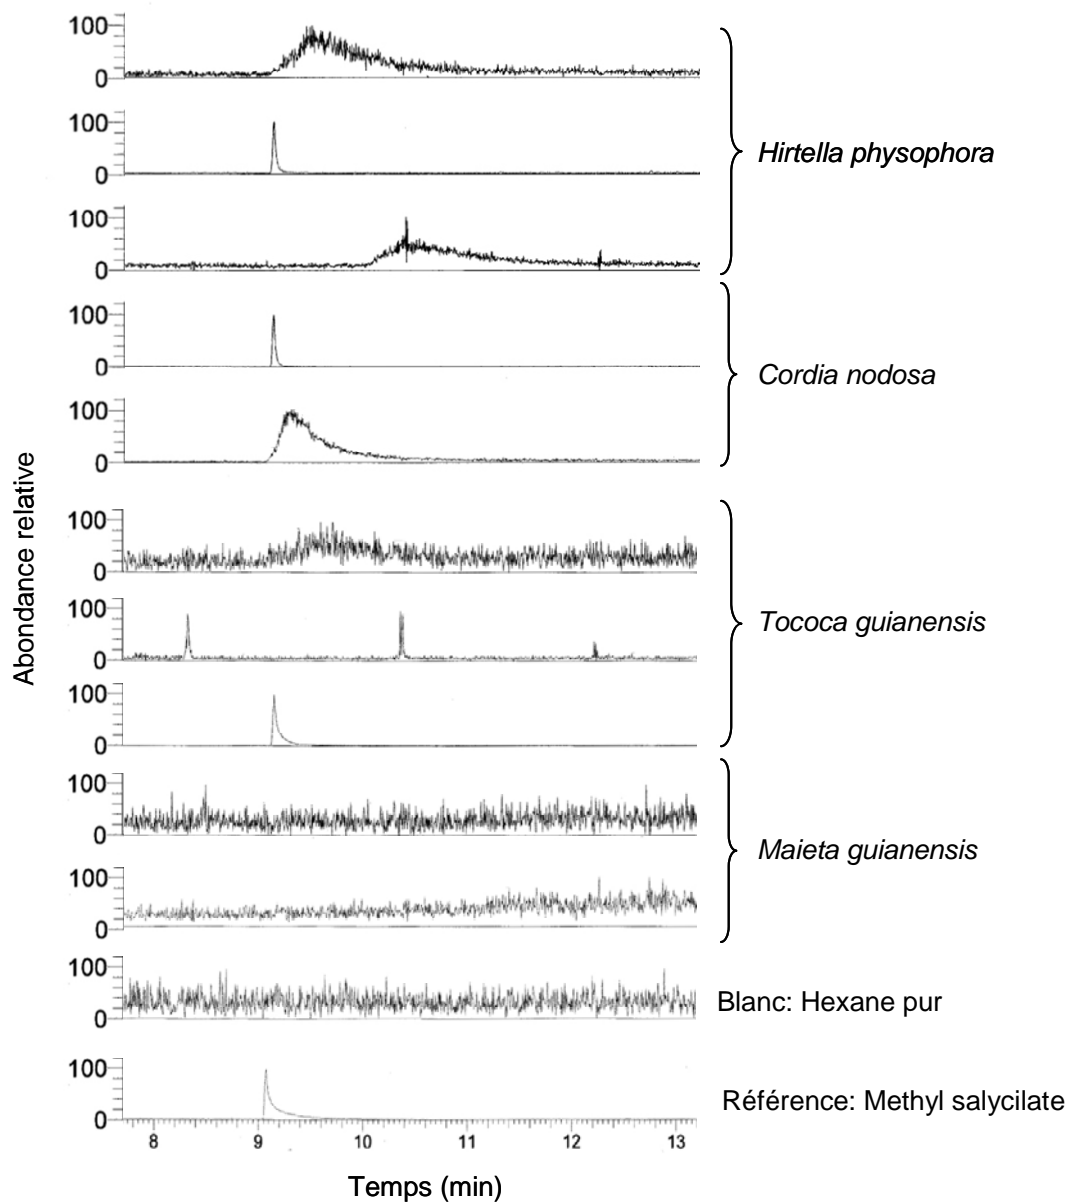 100
0
100
0
Hirtella physophora
100
0
100
0
Cordia nodosa
100
0
100
0
100
0
Tococa guianensis
100
0
100
0
Maieta guianensis
100
0
100
0
Blanc: Hexane pur
100
0
Référence: Methyl salycilate
8 9 10 11 12 13
Temps (min)
Abondance relative